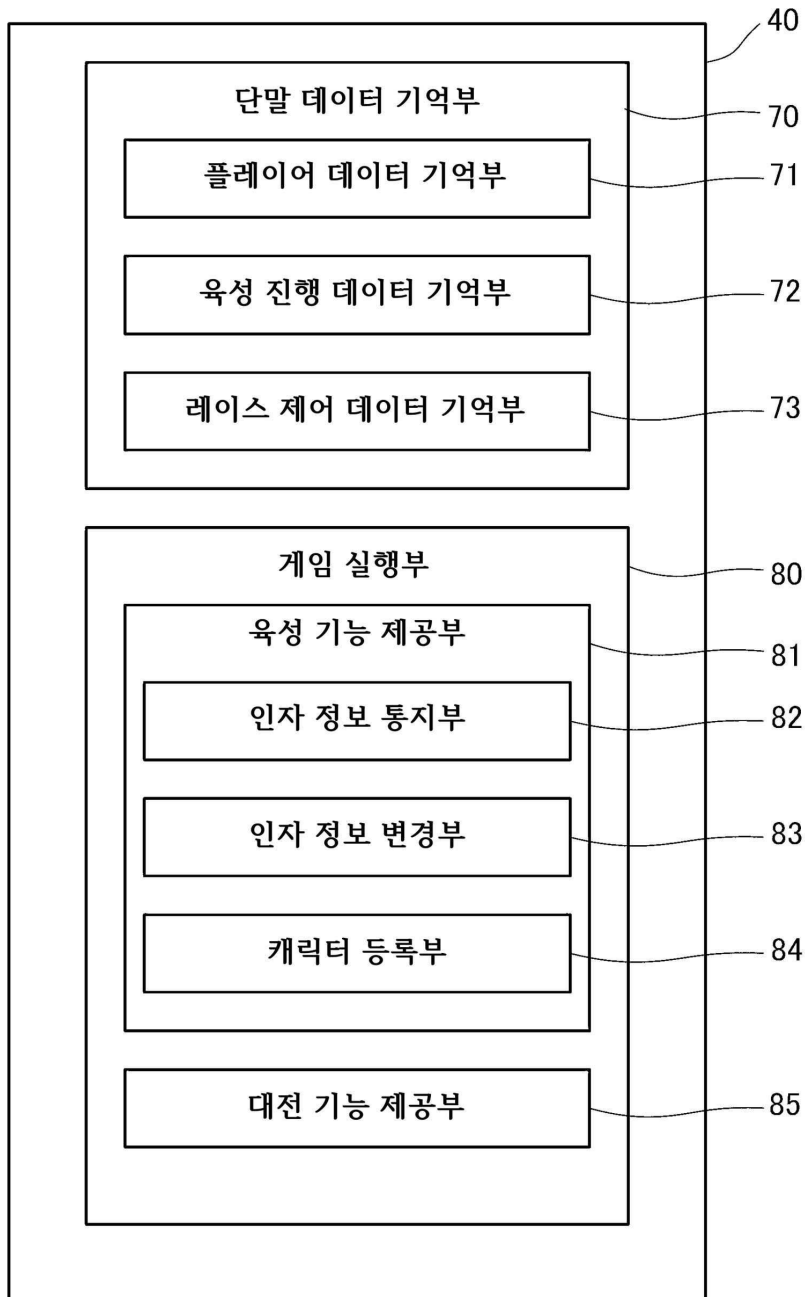 40
단말 데이터 기억부
70
플레이어 데이터 기억부
71
육성 진행 데이터 기억부
72
레이스 제어 데이터 기억부
73
게임 실행부
80
육성 기능 제공부
81
인자 정보 통지부
82
인자 정보 변경부
83
캐릭터 등록부
84
대전 기능 제공부
85